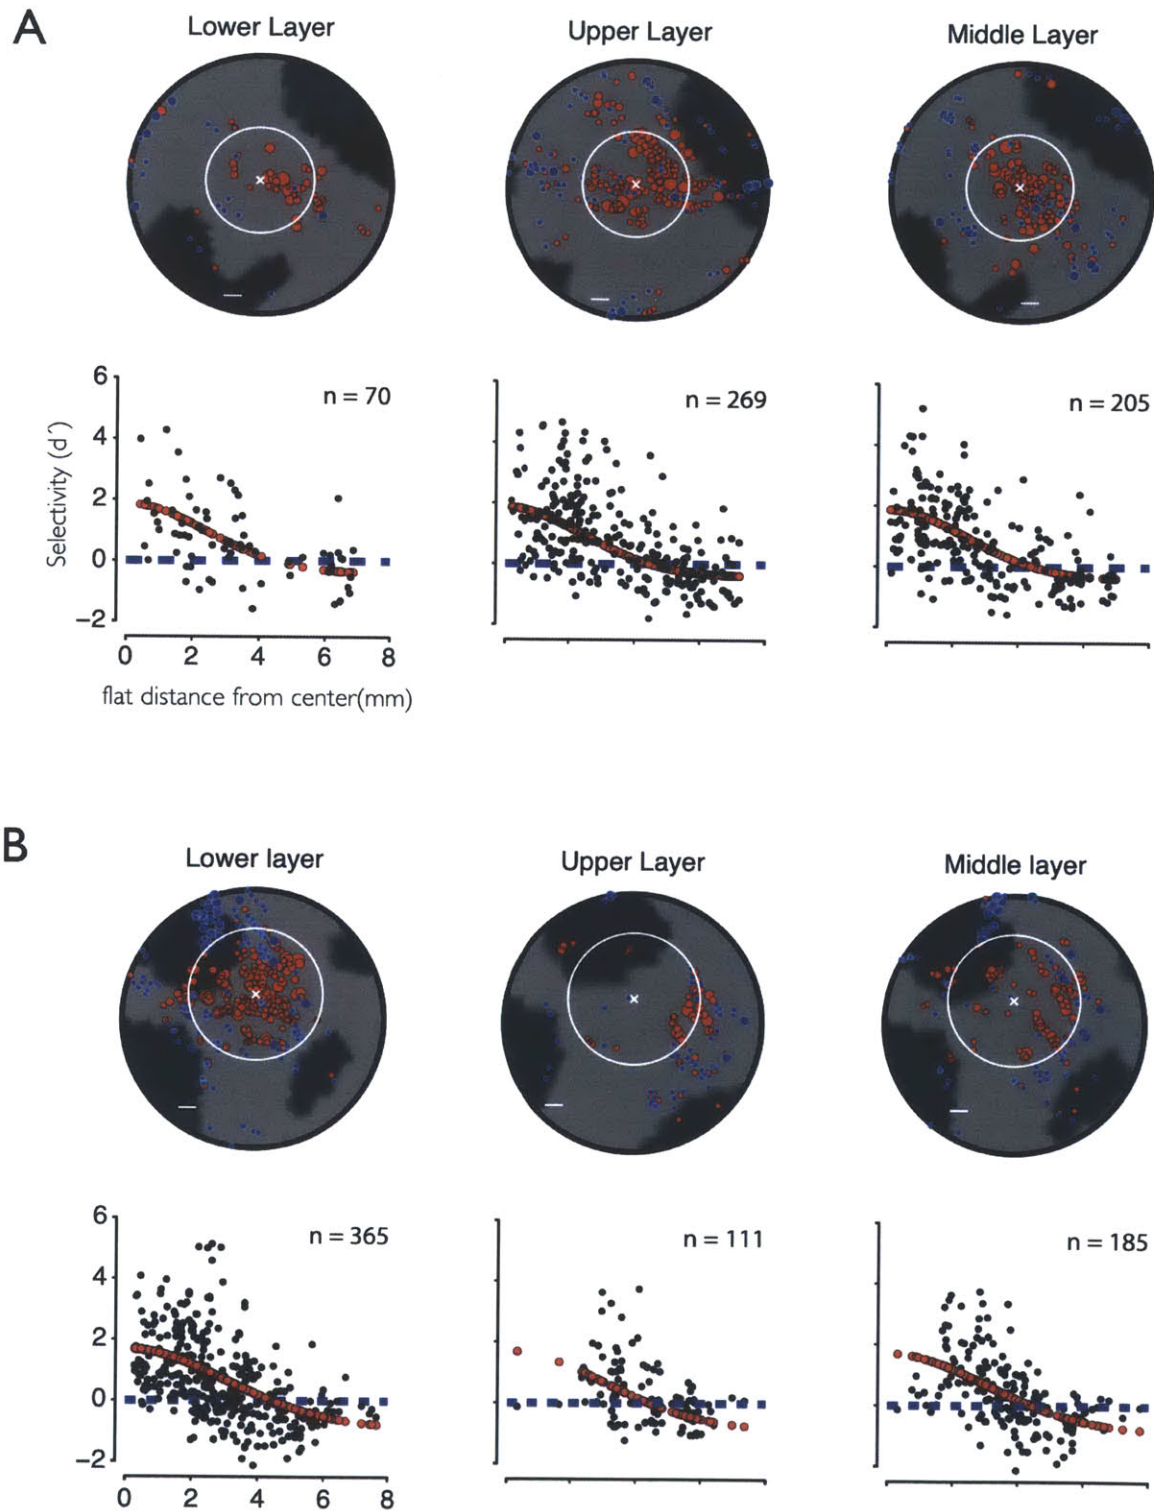 A
Lower Layer Upper Layer Middle Layer
6 n = 70 n = 269 n = 205
4
2
0
−2
Selectivity (d´)
0 2 4 6 8
flat distance from center(mm)
B
Lower layer Upper Layer Middle layer
6 n = 365 n = 111 n = 185
4
2
0
−2
0 2 4 6 8